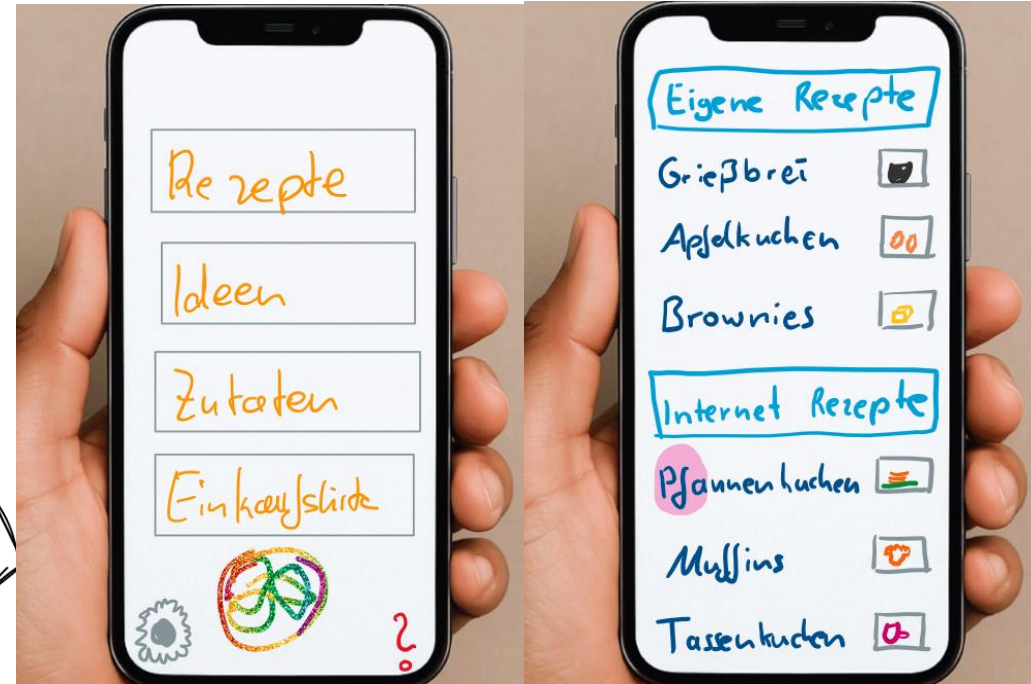 Rezepte
Ideen
Zutaten
Einkaufsliste
?
Eigene Rezepte
Grießbrei
Apfelkuchen
Brownies
Internet Rezepte
Pfannenkuchen
Muffins
Tassenkuchen